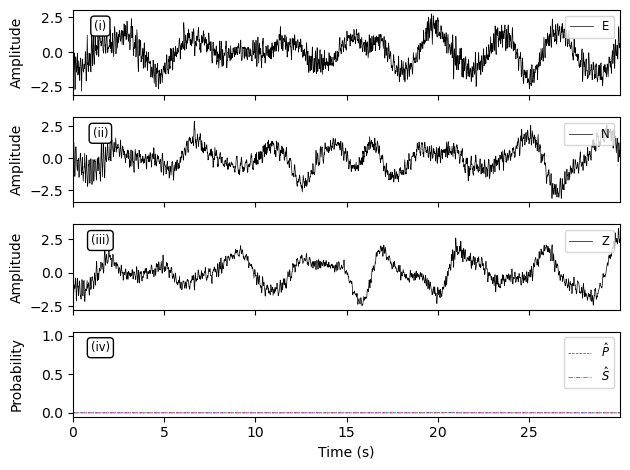 2.5
0.0
−2.5
Amplitude
(i)
E
2.5
0.0
−2.5
Amplitude
(ii)
N
2.5
0.0
−2.5
Amplitude
(iii)
Z
1.0
0.5
0.0
Probability
(iv)
P̂
Ŝ
0 5 10 15 20 25
Time (s)